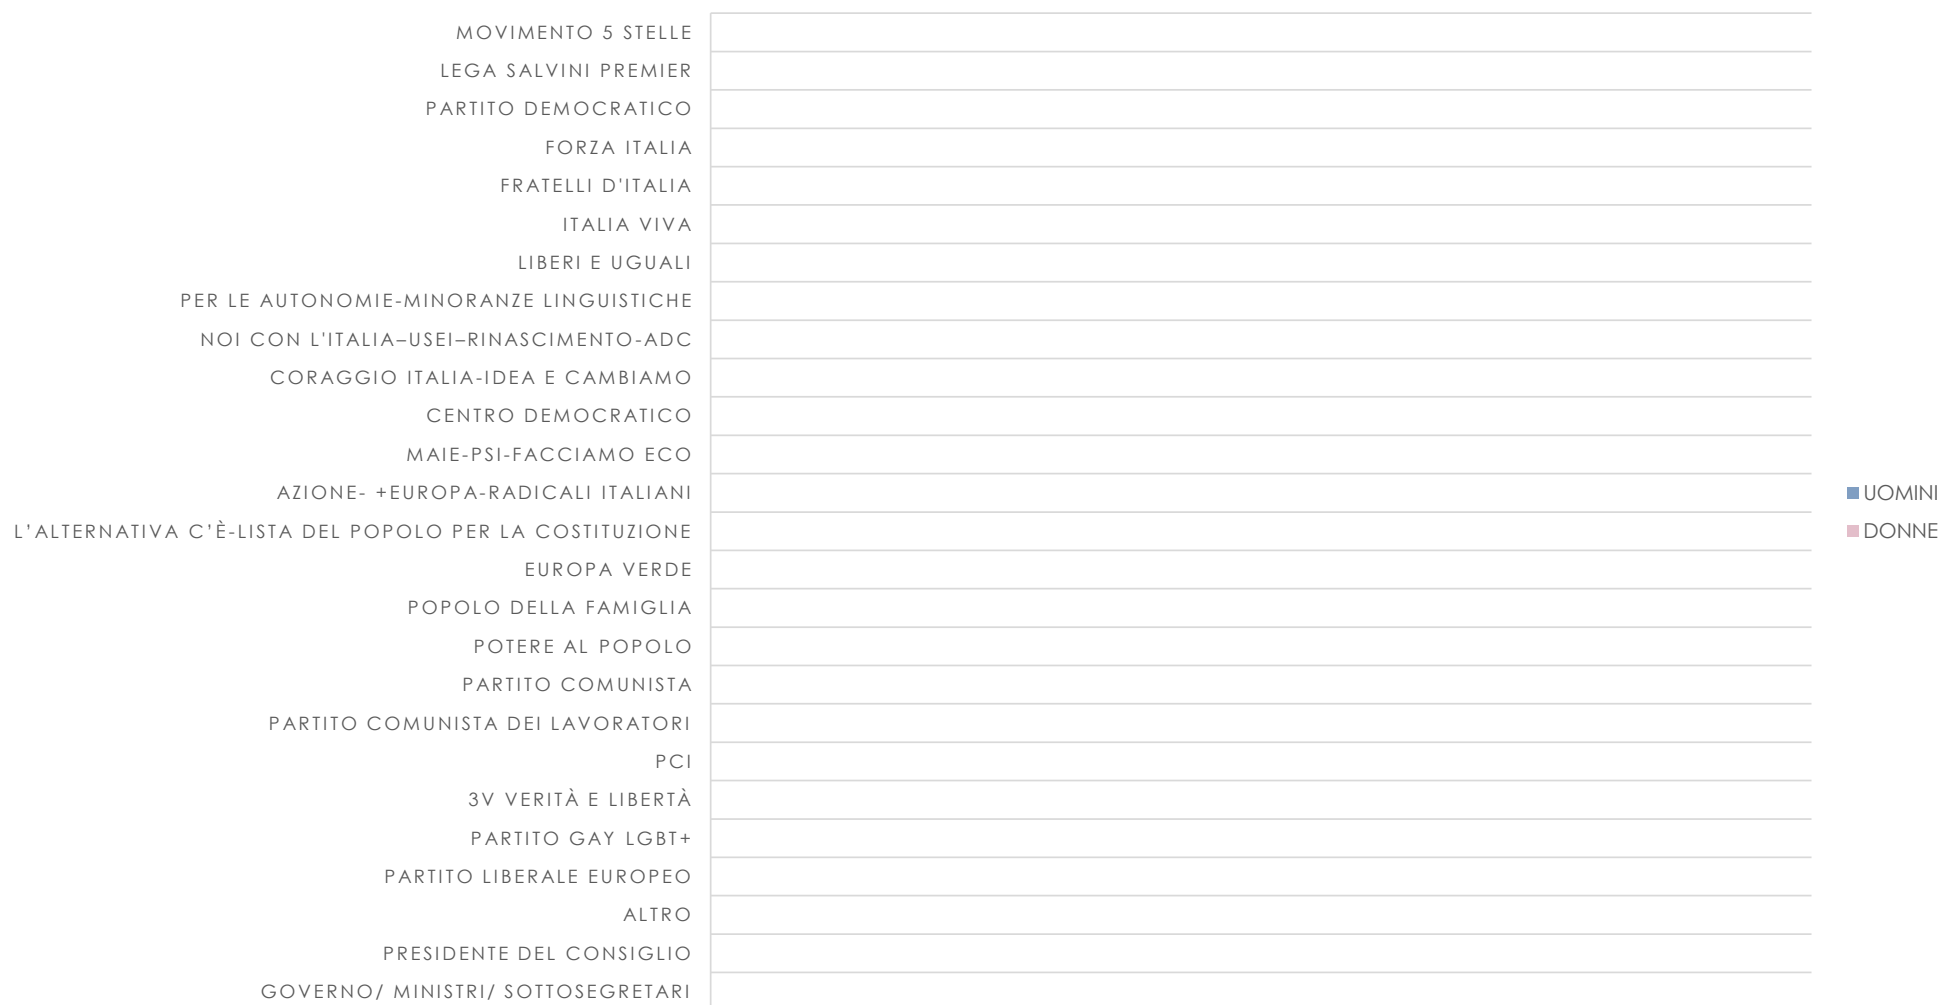 MOVIMENTO 5 STELLE
LEGA SALVINI PREMIER
PARTITO DEMOCRATICO
FORZA ITALIA
FRATELLI D'ITALIA
ITALIA VIVA
LIBERI E UGUALI
PER LE AUTONOMIE-MINORANZE LINGUISTICHE
NOI CON L'ITALIA–USEI–RINASCIMENTO-ADC
CORAGGIO ITALIA-IDEA E CAMBIAMO
CENTRO DEMOCRATICO
MAIE-PSI-FACCIAMO ECO
AZIONE- +EUROPA-RADICALI ITALIANI
L’ALTERNATIVA C’È-LISTA DEL POPOLO PER LA COSTITUZIONE
EUROPA VERDE
POPOLO DELLA FAMIGLIA
POTERE AL POPOLO
PARTITO COMUNISTA
PARTITO COMUNISTA DEI LAVORATORI
PCI
3V VERITÀ E LIBERTÀ
PARTITO GAY LGBT+
PARTITO LIBERALE EUROPEO
ALTRO
PRESIDENTE DEL CONSIGLIO
GOVERNO/ MINISTRI/ SOTTOSEGRETARI
UOMINI
DONNE